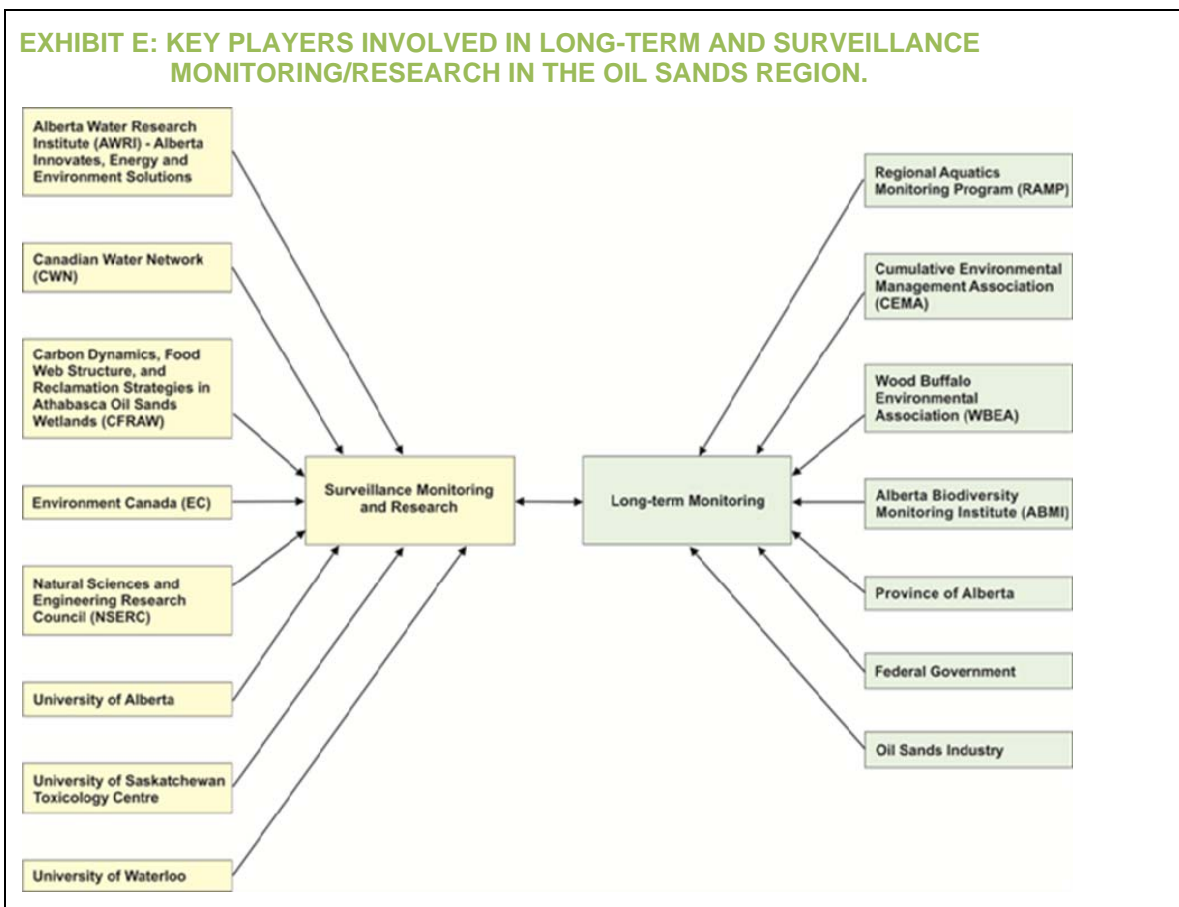 EXHIBIT E: KEY PLAYERS INVOLVED IN LONG-TERM AND SURVEILLANCE
MONITORING/RESEARCH IN THE OIL SANDS REGION.
Alberta Water Research
Institute (AWRI) - Alberta
Innovates, Energy and
Environment Solutions
Canadian Water Network
(CWN)
Carbon Dynamics, Food
Web Structure, and
Reclamation Strategies in
Athabasca Oil Sands
Wetlands (CFRAW)
Environment Canada (EC)
Natural Sciences and
Engineering Research
Council (NSERC)
University of Alberta
University of Saskatchewan
Toxicology Centre
University of Waterloo
Surveillance Monitoring
and Research
Long-term Monitoring
Regional Aquatics
Monitoring Program (RAMP)
Cumulative Environmental
Management Association
(CEMA)
Wood Buffalo
Environmental
Association (WBEA)
Alberta Biodiversity
Monitoring Institute (ABMI)
Province of Alberta
Federal Government
Oil Sands Industry